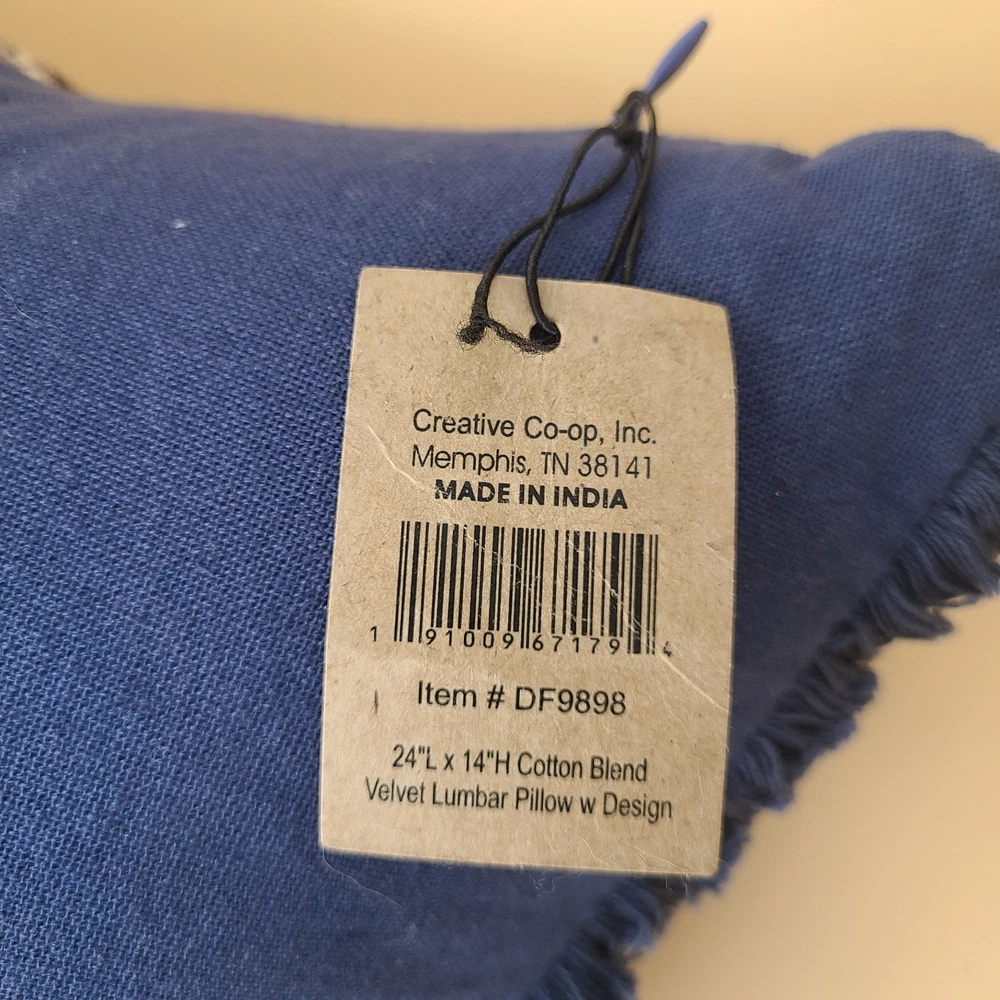 Creative Co-op, Inc.
Memphis, TN 38141
MADE IN INDIA
1 91009 67179 4
Item # DF9898
24"L x 14"H Cotton Blend
Velvet Lumbar Pillow w Design